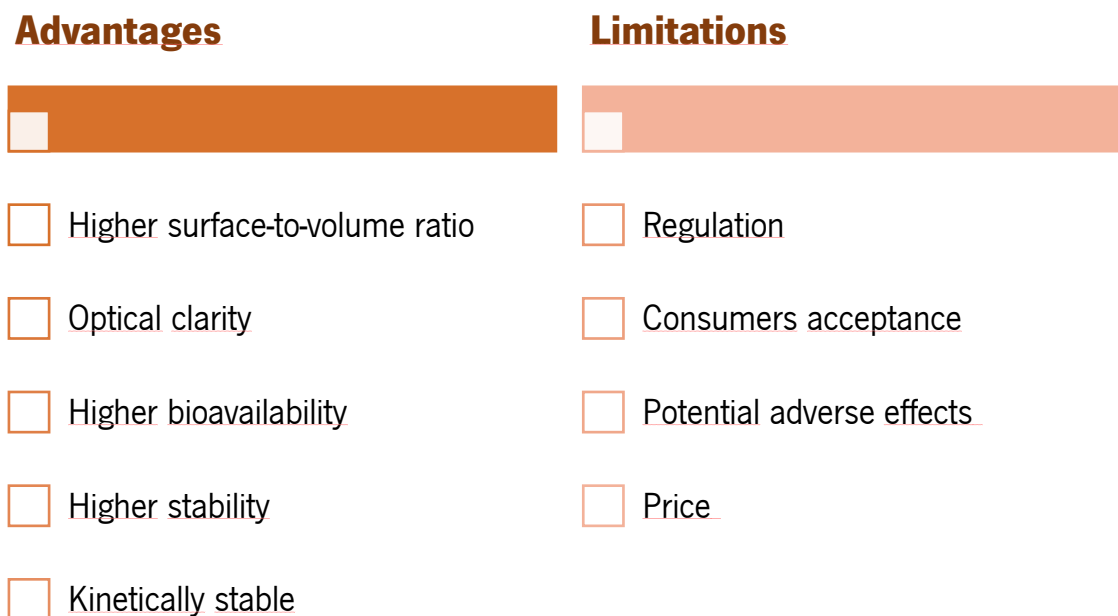 Advantages
Higher surface-to-volume ratio
Optical clarity
Higher bioavailability
Higher stability
Kinetically stable
Limitations
Regulation
Consumers acceptance
Potential adverse effects
Price